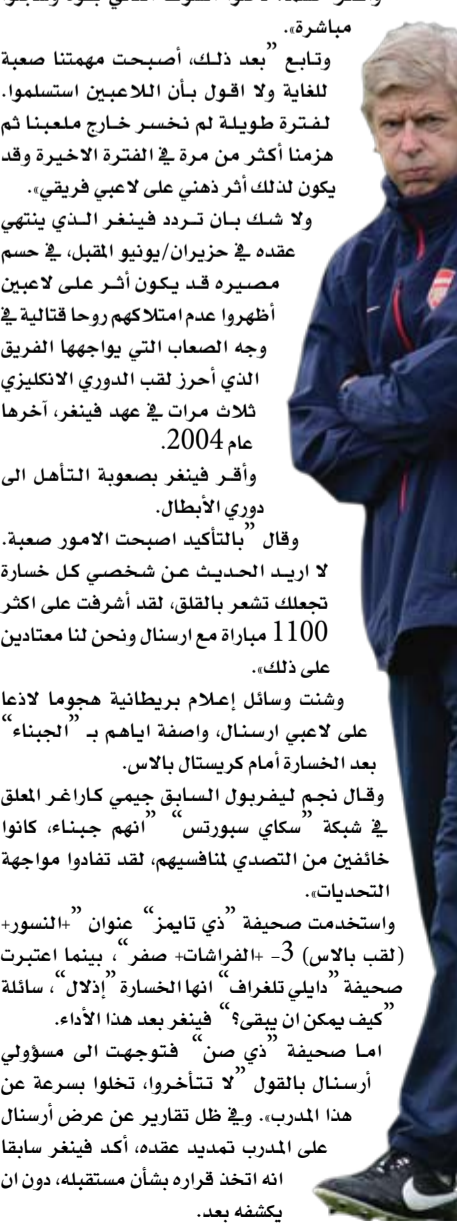 مباشرة».
وتابع ”بعد ذلك، أصبحت مهمتنا صعبة
للغاية ولا اقول بأن اللاعبين استسلموا.
لفترة طويلة لم نخسر خارج ملعبنا ثم
هزمنا أكثر من مرة في الفترة الاخيرة وقد
يكون لذلك أثر ذهني على لاعبي فريقي».
ولا شك بان تردد فينغر الذي ينتهي
عقده في حزيران/يونيو المقبل، في حسم
مصيره قد يكون أثر على لاعبين
أظهروا عدم امتلاكهم روحا قتالية في
وجه الصعاب التي يواجهها الفريق
الذي أحرز لقب الدوري الانكليزي
ثلاث مرات في عهد فينغر، آخرها
عام 2004.
وأقر فينغر بصعوبة التأهل الى
دوري الأبطال.
وقال ”بالتأكيد اصبحت الامور صعبة.
لا اريد الحديث عن شخصي كل خسارة
تجعلك تشعر بالقلق، لقد أشرفت على اكثر
1100 مباراة مع ارسنال ونحن لنا معتادين
على ذلك».
وشنت وسائل إعلام بريطانية هجوما لاذعا
على لاعبي ارسنال، واصفة اياهم بـ ”الجبناء“
بعد الخسارة أمام كريستال بالاس.
وقال نجم ليفربول السابق جيمي كاراغر المعلق
في شبكة ”سكاي سبورتس“ ”انهم جبناء، كانوا
خائفين من التصدي لمنافسيهم، لقد تفادوا مواجهة
التحديات».
واستخدمت صحيفة ”ذي تايمز“ عنوان ”+النسور+
(لقب بالاس) 3- +الفراشات+ صفر“، بينما اعتبرت
صحيفة ”دايلي تلغراف“ انها الخسارة ”إذلال“، سائلة
”كيف يمكن ان يبقى؟“ فينغر بعد هذا الأداء.
اما صحيفة ”ذي صن“ فتوجهت الى مسؤولي
أرسنال بالقول ”لا تتأخروا، تخلوا بسرعة عن
هذا المدرب». وفي ظل تقارير عن عرض أرسنال
على المدرب تمديد عقده، أكد فينغر سابقا
انه اتخذ قراره بشأن مستقبله، دون ان
يكشفه بعد.